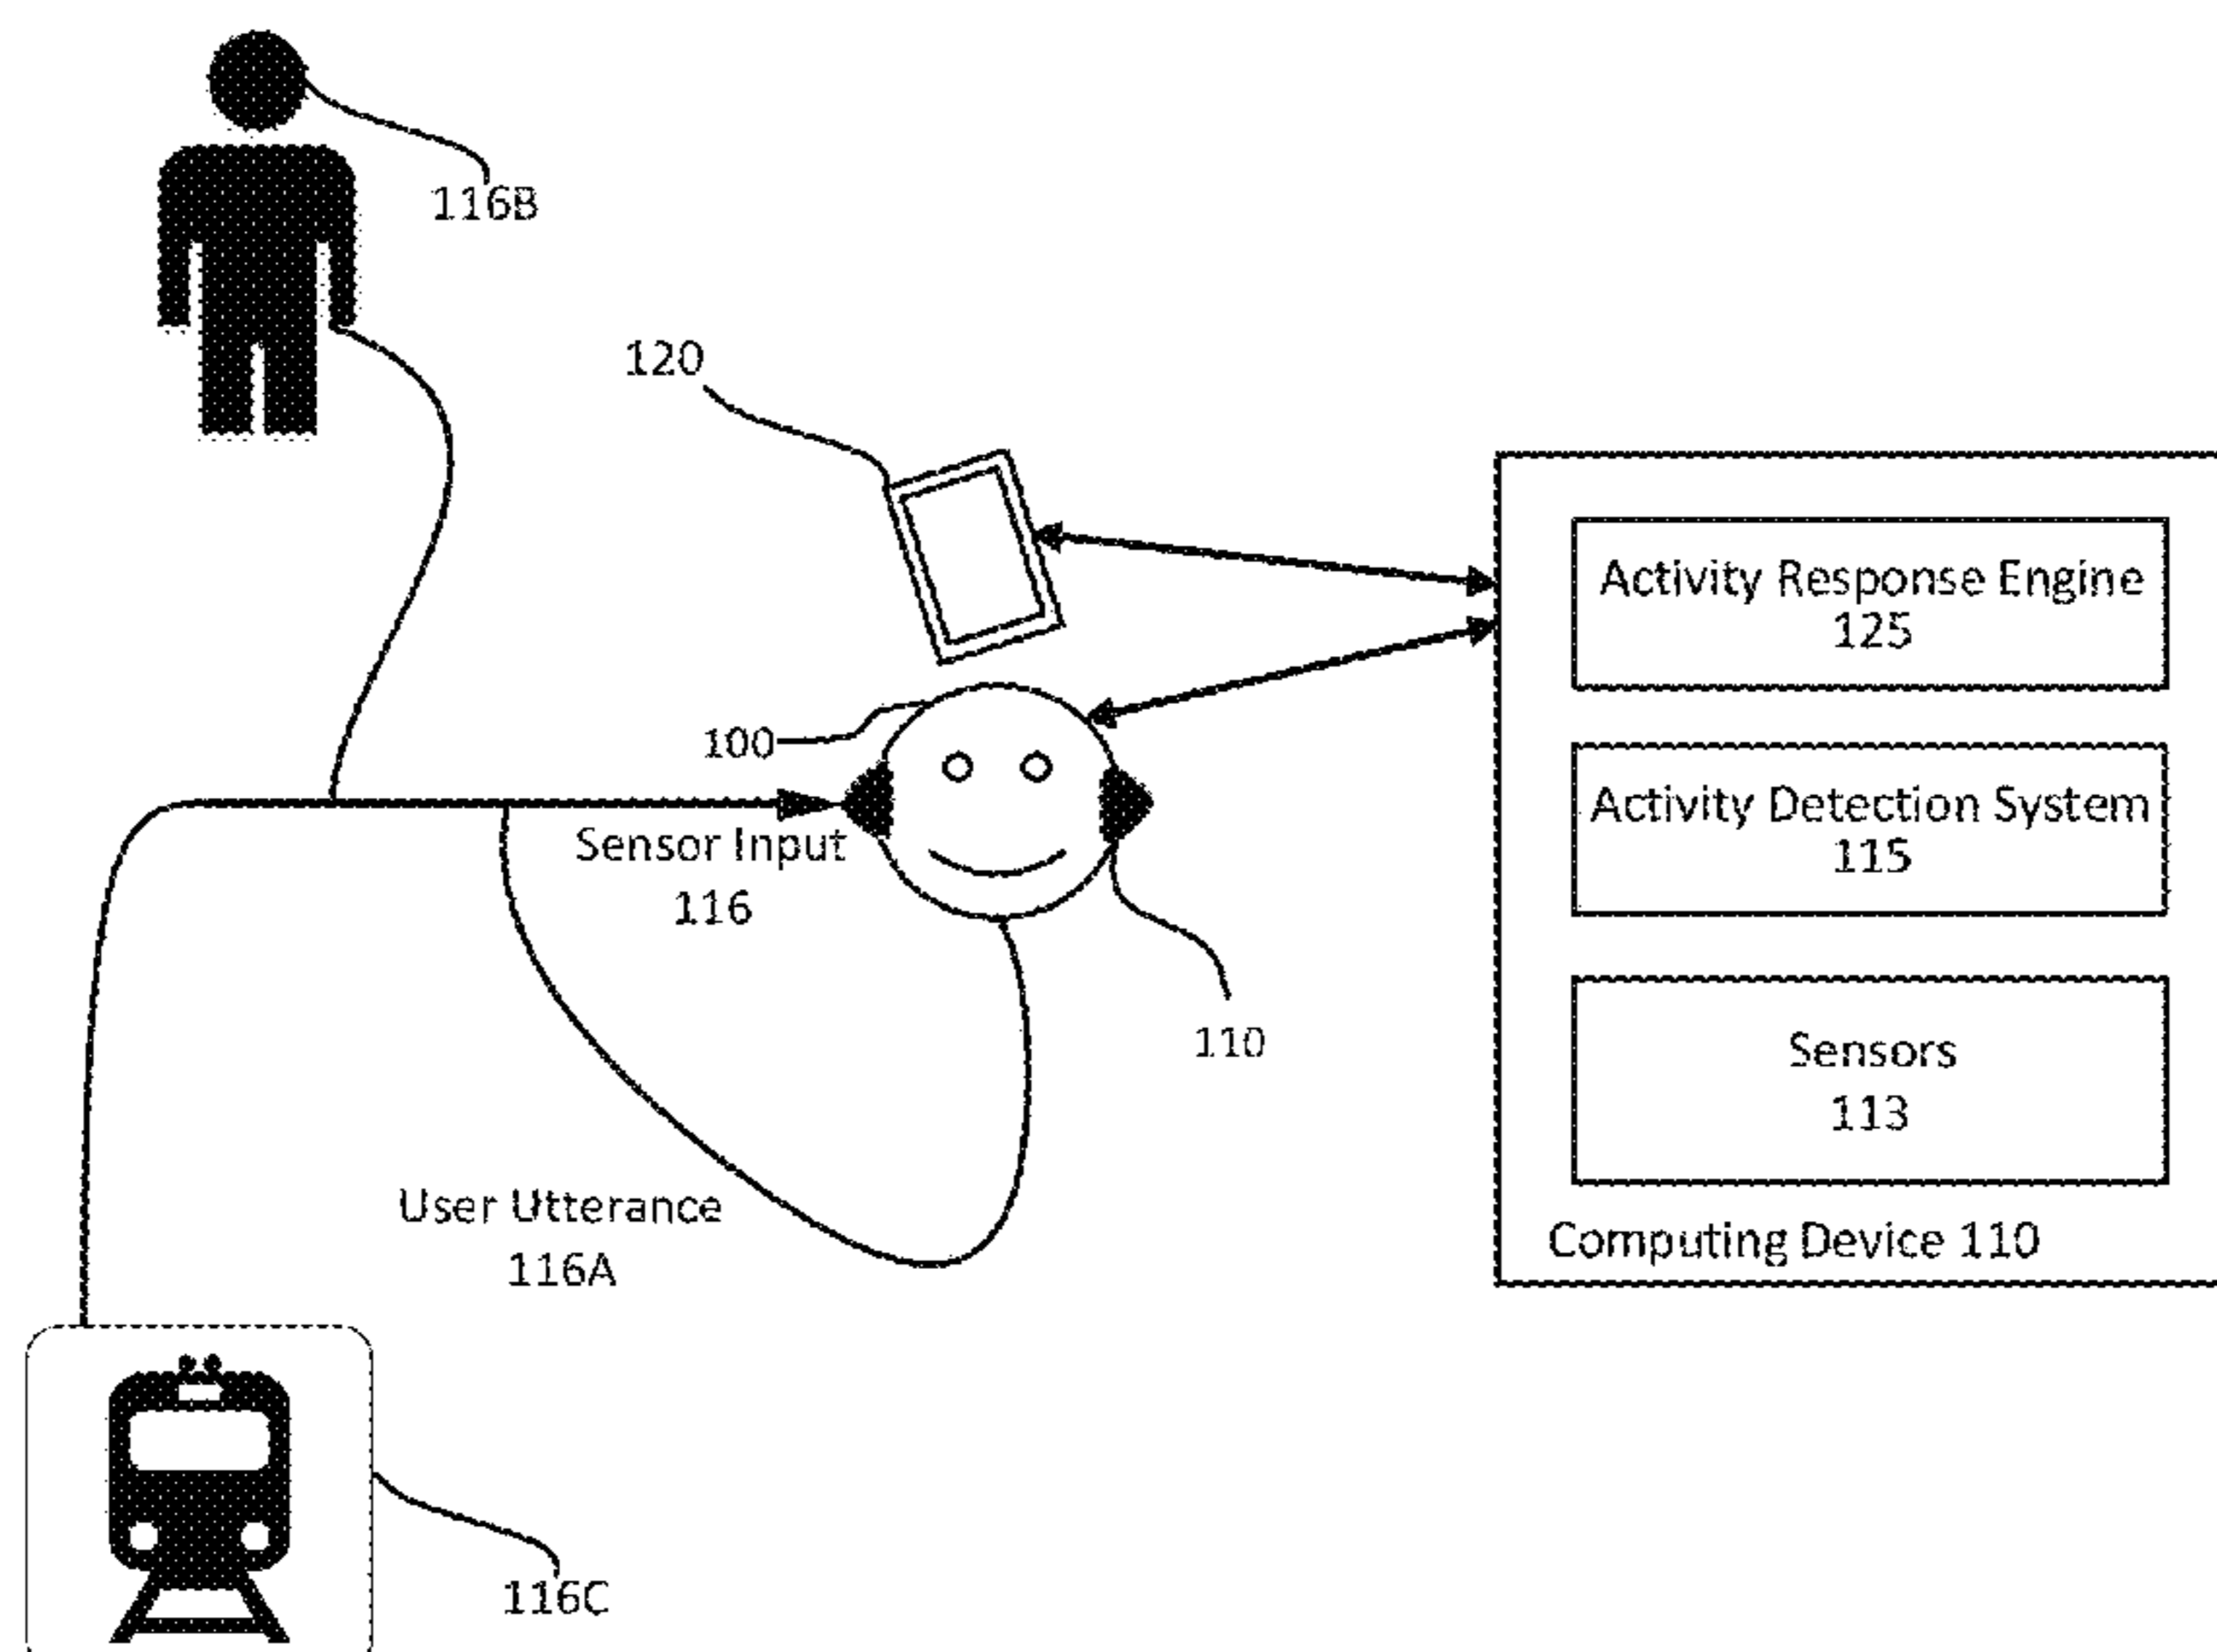 116B
120
Activity Response Engine
125
100
Activity Detection System
115
Sensor Input
116
110
Sensors
113
User Utterance
116A
Computing Device 110
116C